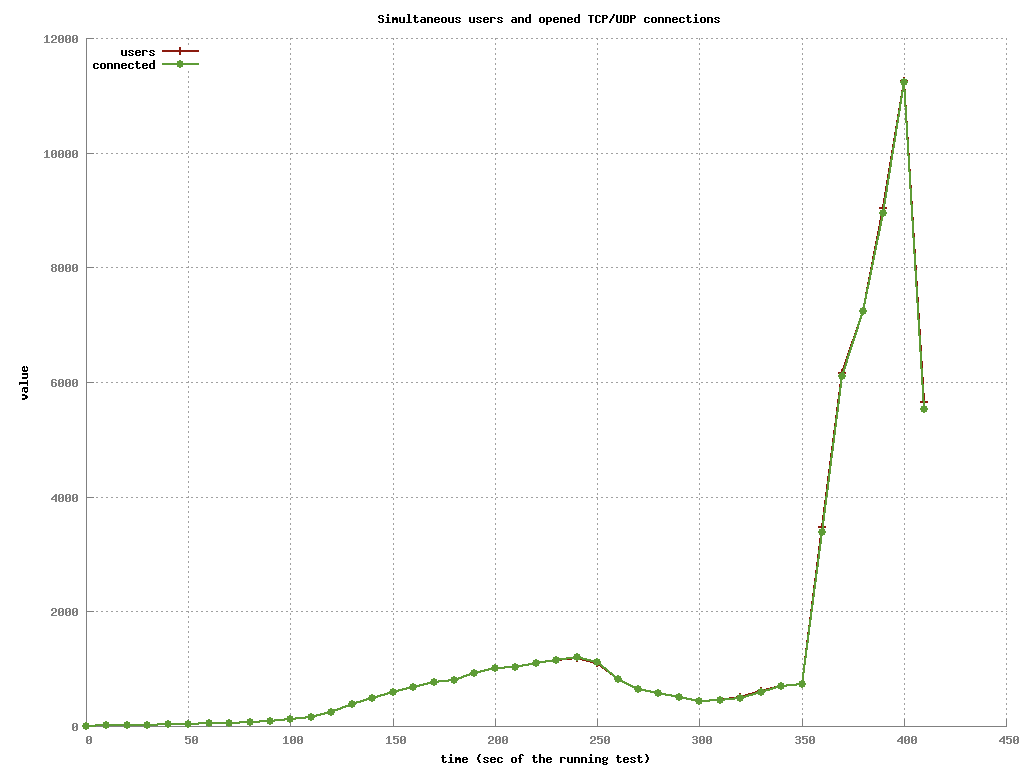 Simultaneous users and opened TCP/UDP connections
12000
users
connected
10000
8000
6000
value
4000
2000
0
0 50 100 150 200 250 300 350 400 450
time (sec of the running test)